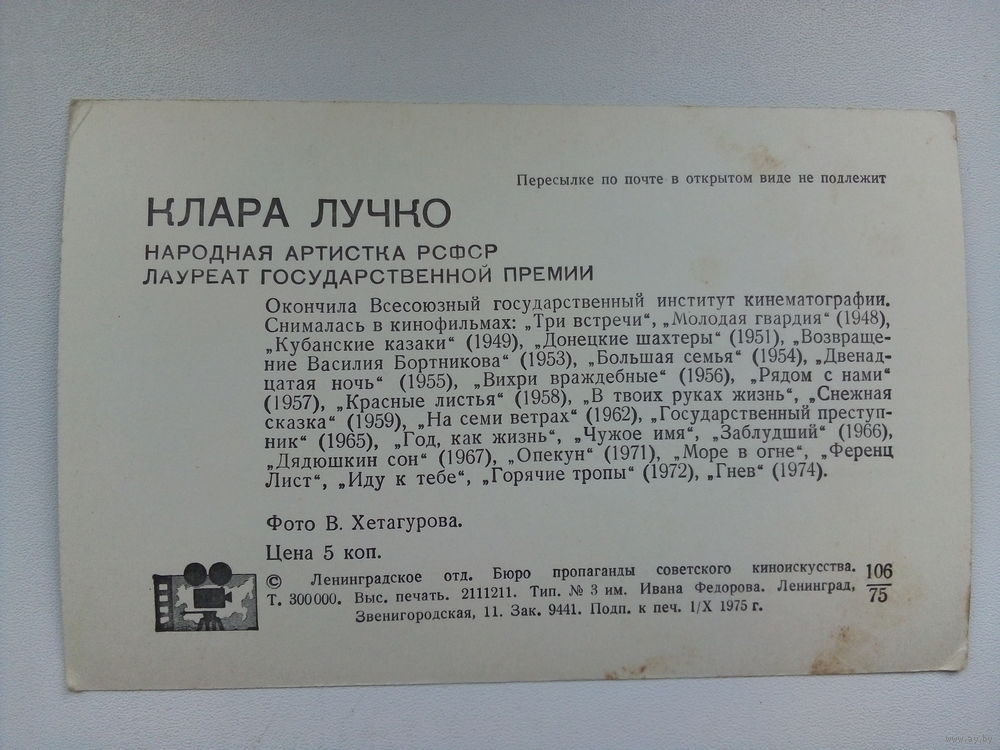 Пересылке по почте в открытом виде не подлежит
КЛАРА ЛУЧКО
НАРОДНАЯ АРТИСТКА РСФСР
ЛАУРЕАТ ГОСУДАРСТВЕННОЙ ПРЕМИИ
Окончила Всесоюзный государственный институт кинематографии.
Снималась в кинофильмах: „Три встречи“, „Молодая гвардия“ (1948),
„Кубанские казаки“ (1949), „Донецкие шахтеры“ (1951), „Возвраще-
ние Василия Бортникова“ (1953), „Большая семья“ (1954), „Двенад-
цатая ночь“ (1955), „Вихри враждебные“ (1956), „Рядом с нами“
(1957), „Красные листья“ (1958), „В твоих руках жизнь“, „Снежная
сказка“ (1959), „На семи ветрах“ (1962), „Государственный преступ-
ник“ (1965), „Год, как жизнь“, „Чужое имя“, „Заблудший“ (1966),
„Дядюшкин сон“ (1967), „Опекун“ (1971), „Море в огне“, „Ференц
Лист“, „Иду к тебе“, „Горячие тропы“ (1972), „Гнев“ (1974).
Фото В. Хетагурова.
Цена 5 коп.
© Ленинградское отд. Бюро пропаганды советского киноискусства.
Т. 300000. Выс. печать. 2111211. Тип. № 3 им. Ивана Федорова. Ленинград,
Звенигородская, 11. Зак. 9441. Подп. к печ. 1/X 1975 г.
106
75
www.ay.by